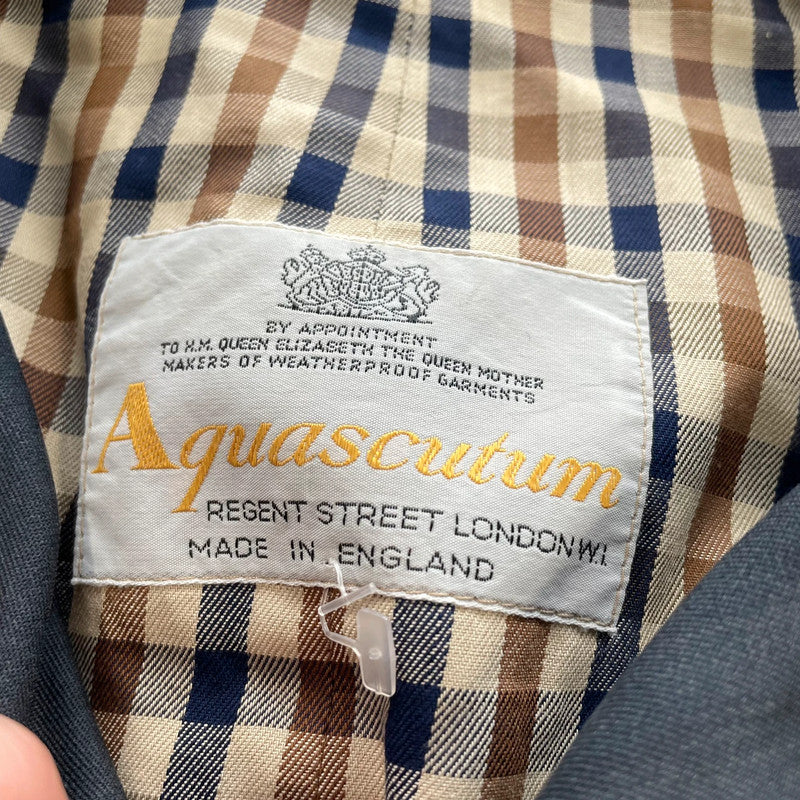 BY APPOINTMENT
TO H.M. QUEEN ELIZABETH THE QUEEN MOTHER
MAKERS OF WEATHERPROOF GARMENTS
Aquascutum
REGENT STREET LONDON W.1.
MADE IN ENGLAND